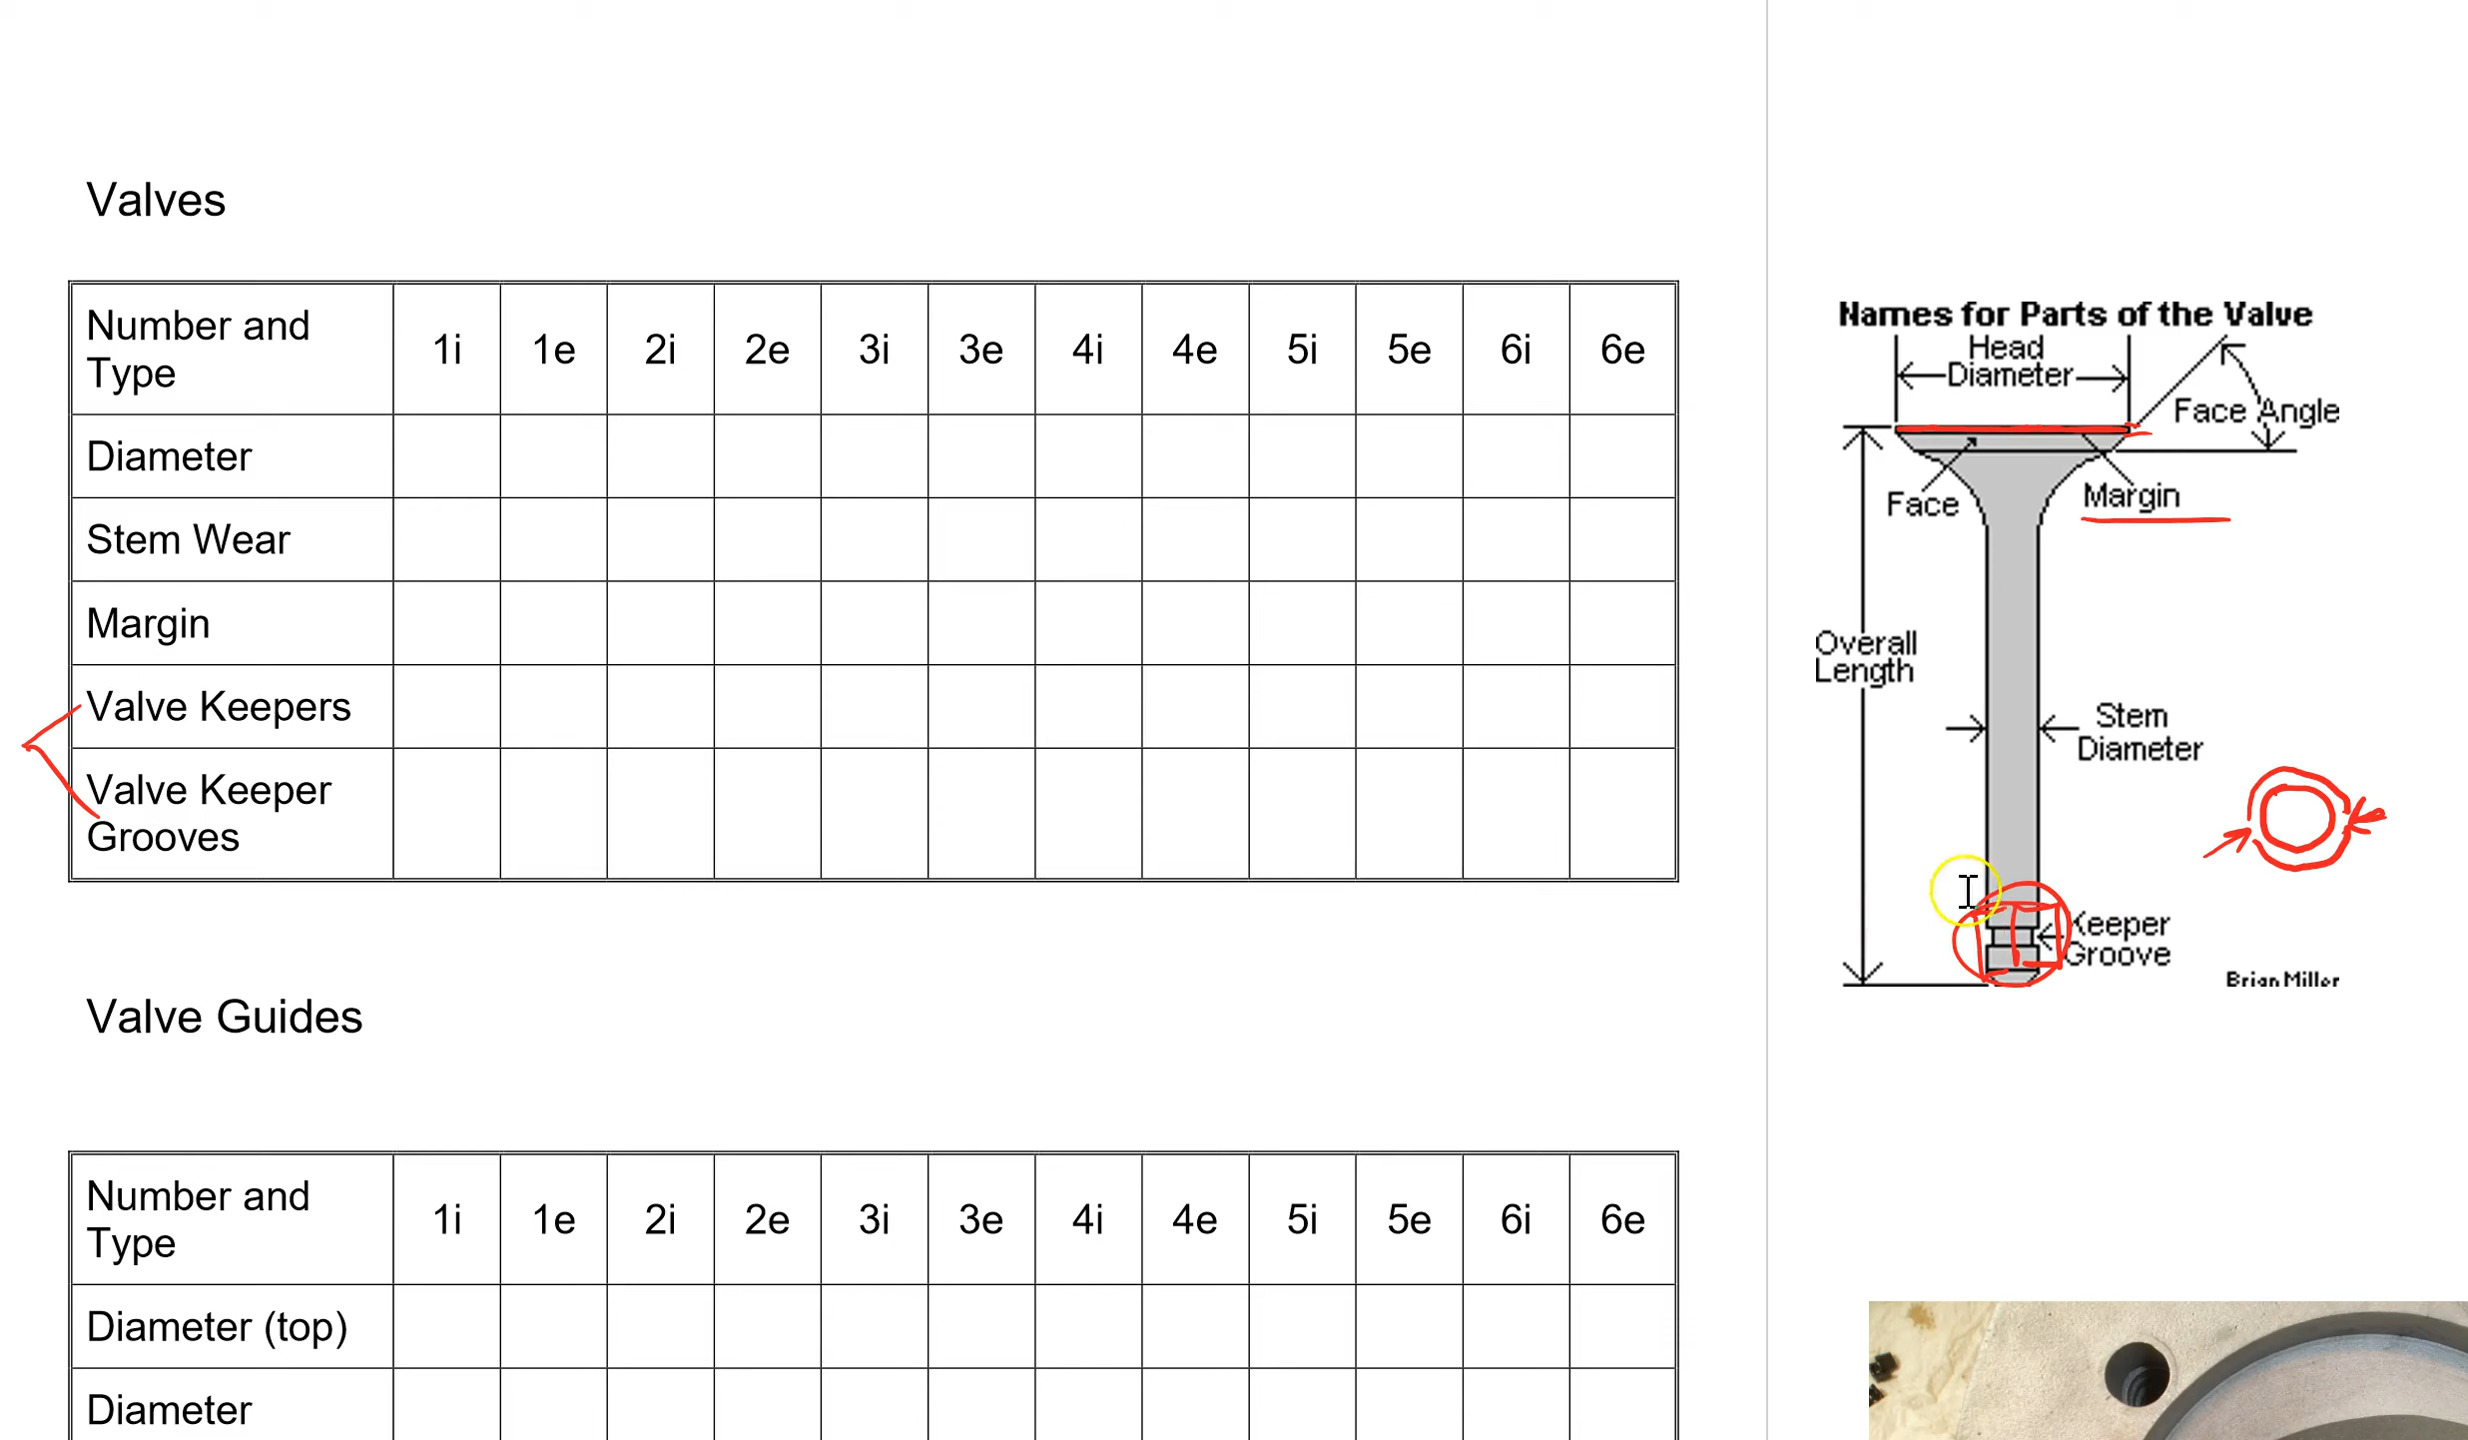 Valves
Number and
Type
1i 1e 2i 2e 3i 3e 4i 4e 5i 5e 6i 6e
Diameter
Stem Wear
Margin
Valve Keepers
Valve Keeper
Grooves
Valve Guides
Number and
Type
1i 1e 2i 2e 3i 3e 4i 4e 5i 5e 6i 6e
Diameter (top)
Diameter
Names for Parts of the Valve
Head
Diameter
Face Angle
Face
Margin
Overall
Length
Stem
Diameter
Keeper
Groove
Brian Miller